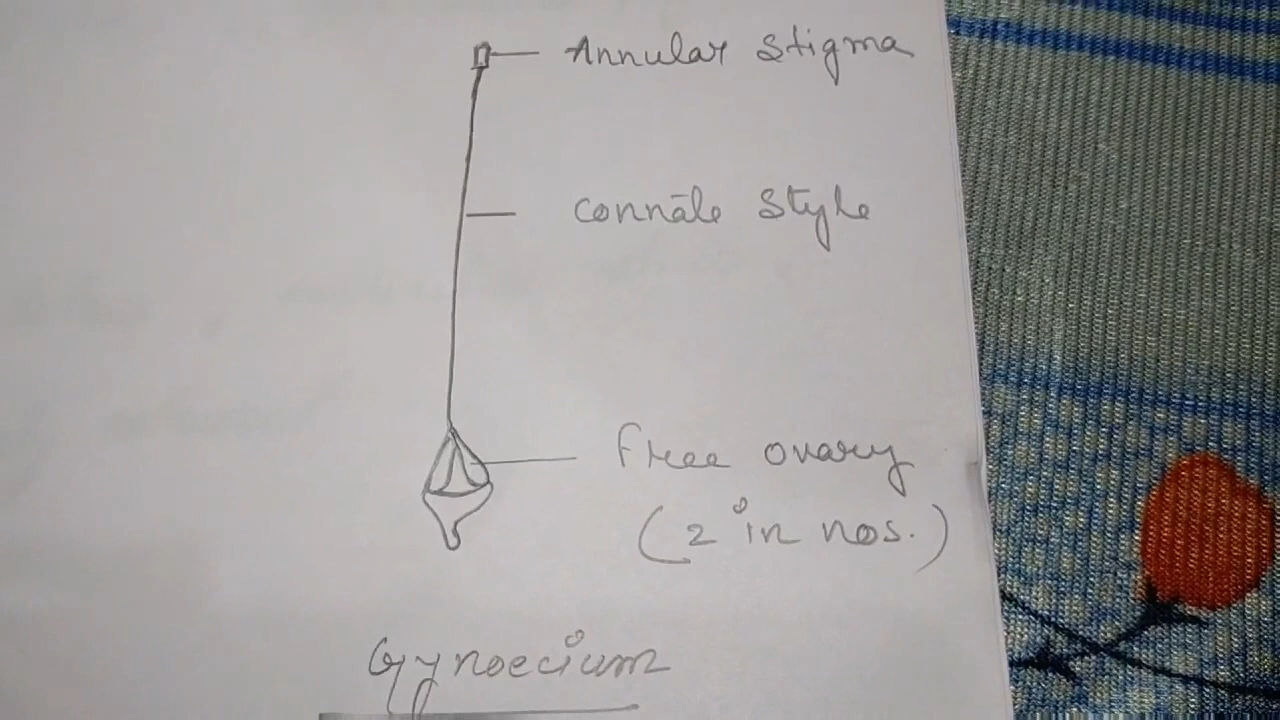 Annular stigma
Connate style
Free ovary
(2 in nos.)
Gynoecium